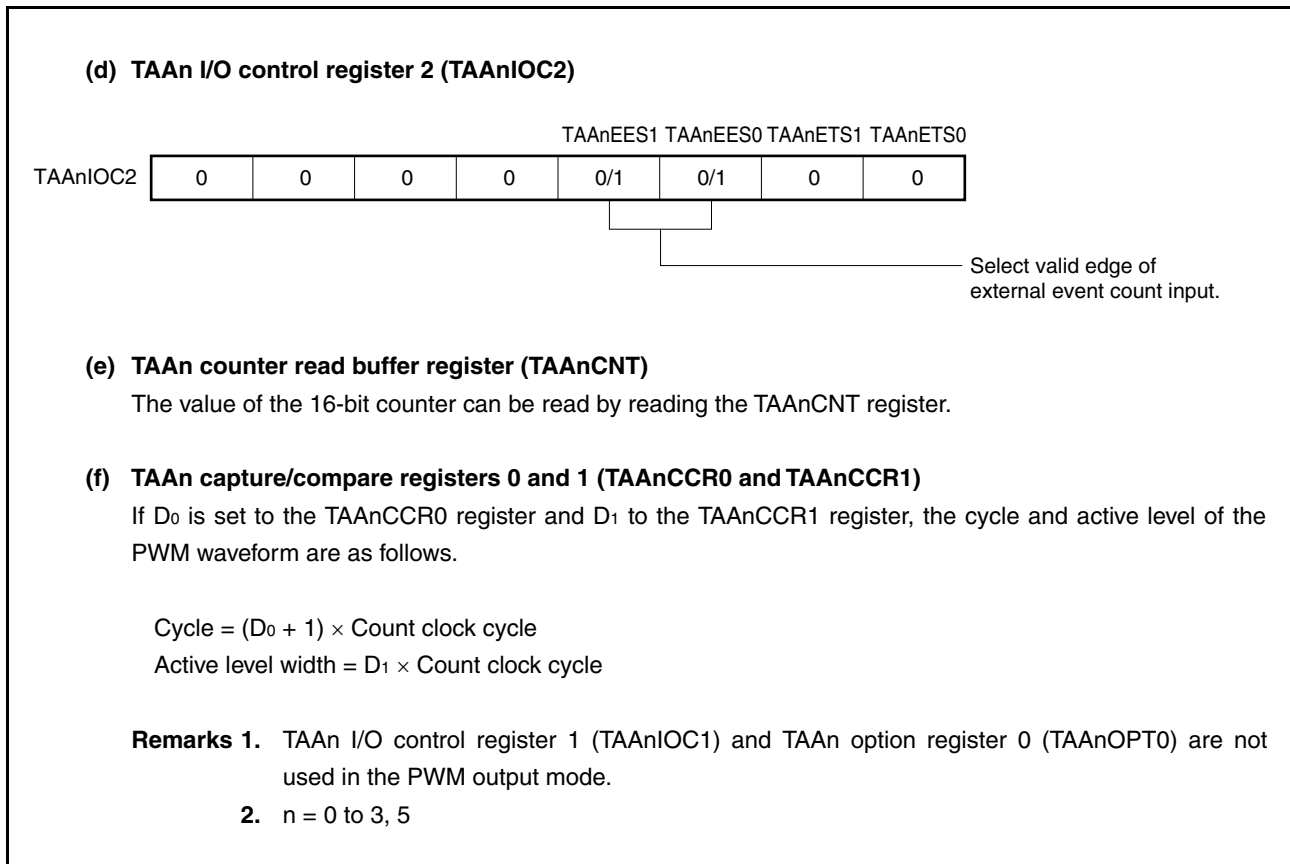 (d) TAAn I/O control register 2 (TAAnIOC2)
TAAnEES1 TAAnEES0 TAAnETS1 TAAnETS0
TAAnIOC2 0 0 0 0 0/1 0/1 0 0
Select valid edge of
external event count input.
(e) TAAn counter read buffer register (TAAnCNT)
The value of the 16-bit counter can be read by reading the TAAnCNT register.
(f) TAAn capture/compare registers 0 and 1 (TAAnCCR0 and TAAnCCR1)
If D0 is set to the TAAnCCR0 register and D1 to the TAAnCCR1 register, the cycle and active level of the
PWM waveform are as follows.
Cycle = (D0 + 1) × Count clock cycle
Active level width = D1 × Count clock cycle
Remarks 1. TAAn I/O control register 1 (TAAnIOC1) and TAAn option register 0 (TAAnOPT0) are not
used in the PWM output mode.
2. n = 0 to 3, 5